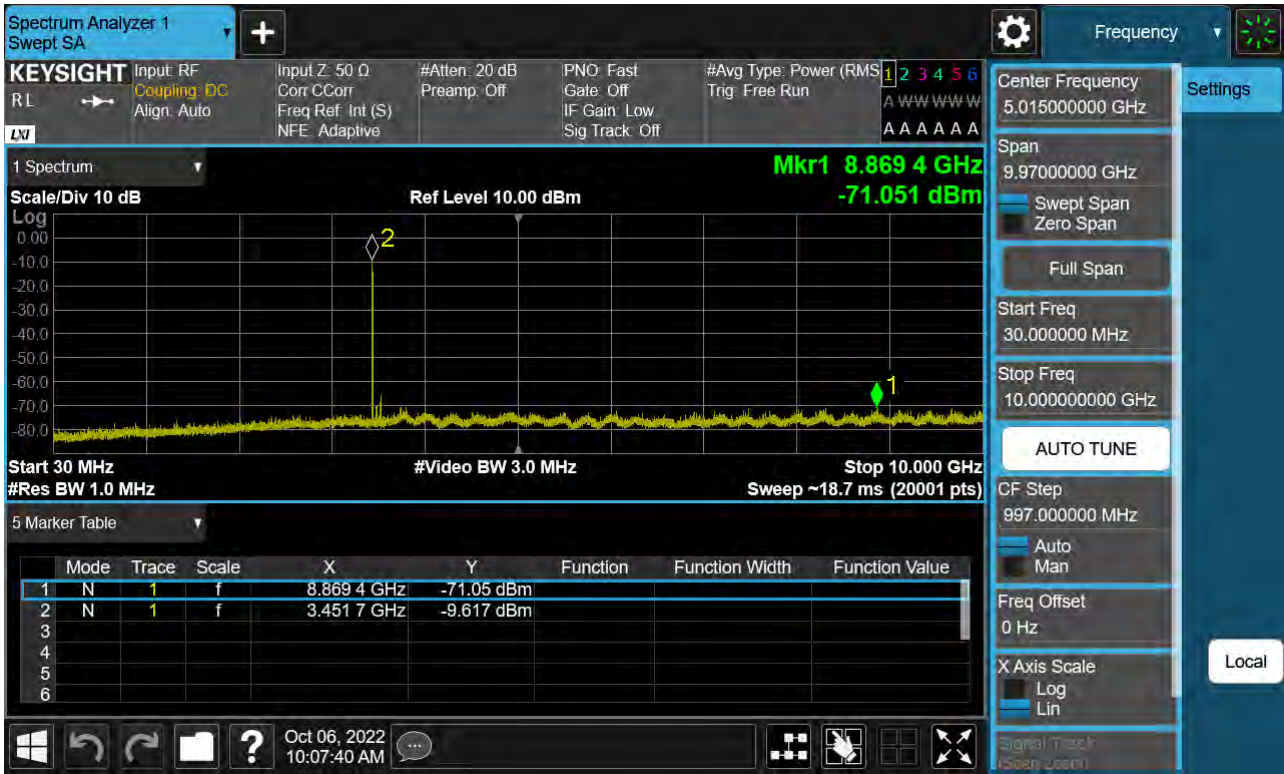 Spectrum Analyzer 1
Swept SA
+
Frequency
KEYSIGHT
RL
LXI
Input: RF
Coupling: DC
Align: Auto
Input Z: 50 Ω
Corr CCorr
Freq Ref: Int (S)
NFE: Adaptive
#Atten: 20 dB
Preamp: Off
PNO: Fast
Gate: Off
IF Gain: Low
Sig Track: Off
#Avg Type: Power (RMS
Trig: Free Run
1 2 3 4 5 6
A W W W W W
A A A A A A
1 Spectrum
Mkr1 8.869 4 GHz
Scale/Div 10 dB
Ref Level 10.00 dBm
-71.051 dBm
Log
0.00
-10.0
-20.0
-30.0
-40.0
-50.0
-60.0
-70.0
-80.0
2
1
Start 30 MHz
#Video BW 3.0 MHz
Stop 10.000 GHz
#Res BW 1.0 MHz
Sweep ~18.7 ms (20001 pts)
5 Marker Table
Mode Trace Scale X Y Function Function Width Function Value
1 N 1 f 8.869 4 GHz -71.05 dBm
2 N 1 f 3.451 7 GHz -9.617 dBm
3
4
5
6
Oct 06, 2022
10:07:40 AM
?
Center Frequency
5.015000000 GHz
Settings
Span
9.97000000 GHz
Swept Span
Zero Span
Full Span
Start Freq
30.000000 MHz
Stop Freq
10.000000000 GHz
AUTO TUNE
CF Step
997.000000 MHz
Auto
Man
Freq Offset
0 Hz
X Axis Scale
Log
Lin
Local
Signal Track
(Span Zoom)